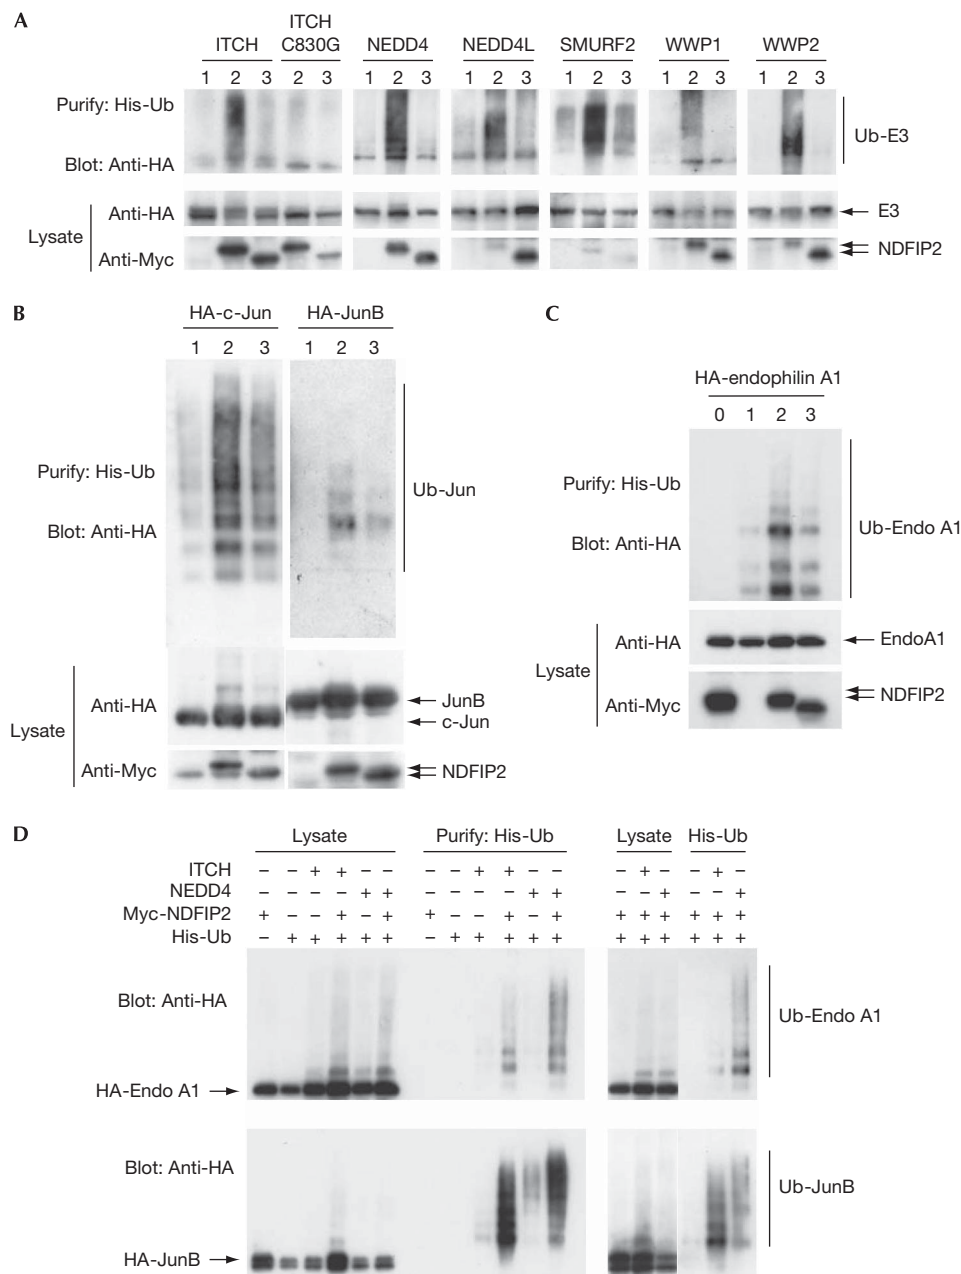 A
ITCH ITCH C830G NEDD4 NEDD4L SMURF2 WWP1 WWP2
1 2 3 2 3 1 2 3 1 2 3 1 2 3 1 2 3 1 2 3
Purify: His-Ub
Ub-E3
Blot: Anti-HA
Anti-HA
E3
Lysate
Anti-Myc
NDFIP2
B
HA-c-Jun HA-JunB
1 2 3 1 2 3
Purify: His-Ub
Ub-Jun
Blot: Anti-HA
Anti-HA
JunB
c-Jun
Lysate
Anti-Myc
NDFIP2
C
HA-endophilin A1
0 1 2 3
Purify: His-Ub
Ub-Endo A1
Blot: Anti-HA
Anti-HA
EndoA1
Lysate
Anti-Myc
NDFIP2
D
Lysate Purify: His-Ub Lysate His-Ub
ITCH – – + + – – – – + + – – – + – – + –
NEDD4 – – – – + + – – – – + + – – + – – +
Myc-NDFIP2 + – – + – + + – – + – + + + + + + +
His-Ub – + + + + + – + + + + + + + + + + +
Blot: Anti-HA
Ub-Endo A1
HA-Endo A1
Blot: Anti-HA
Ub-JunB
HA-JunB